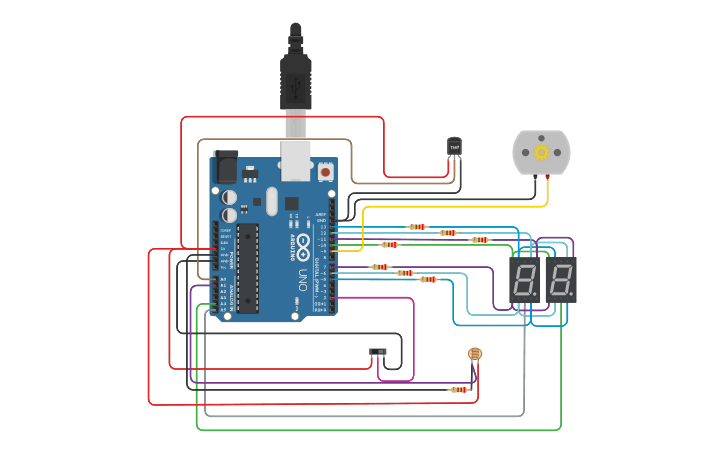 TMP
AREF
GND
13
12
~11
~10
~9
8
7
~6
~5
4
~3
2
TX→1
RX←0
DIGITAL (PWM~)
ARDUINO
UNO
IOREF
RESET
3.3V
5V
GND
GND
Vin
POWER
A0
A1
A2
A3
A4
A5
ANALOG IN